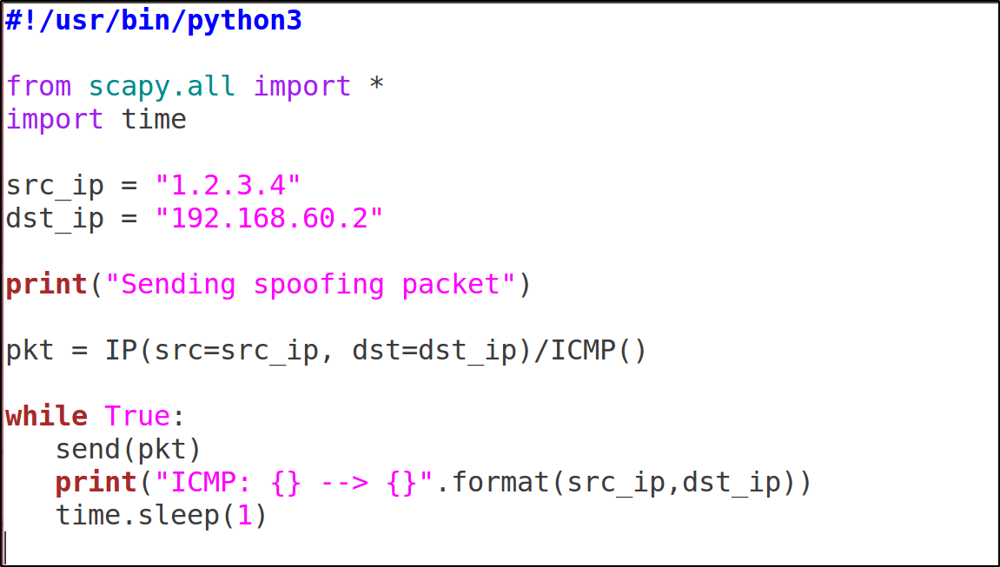 #!/usr/bin/python3
from scapy.all import *
import time
src_ip = "1.2.3.4"
dst_ip = "192.168.60.2"
print("Sending spoofing packet")
pkt = IP(src=src_ip, dst=dst_ip)/ICMP()
while True:
   send(pkt)
   print("ICMP: {} --> {}".format(src_ip,dst_ip))
   time.sleep(1)